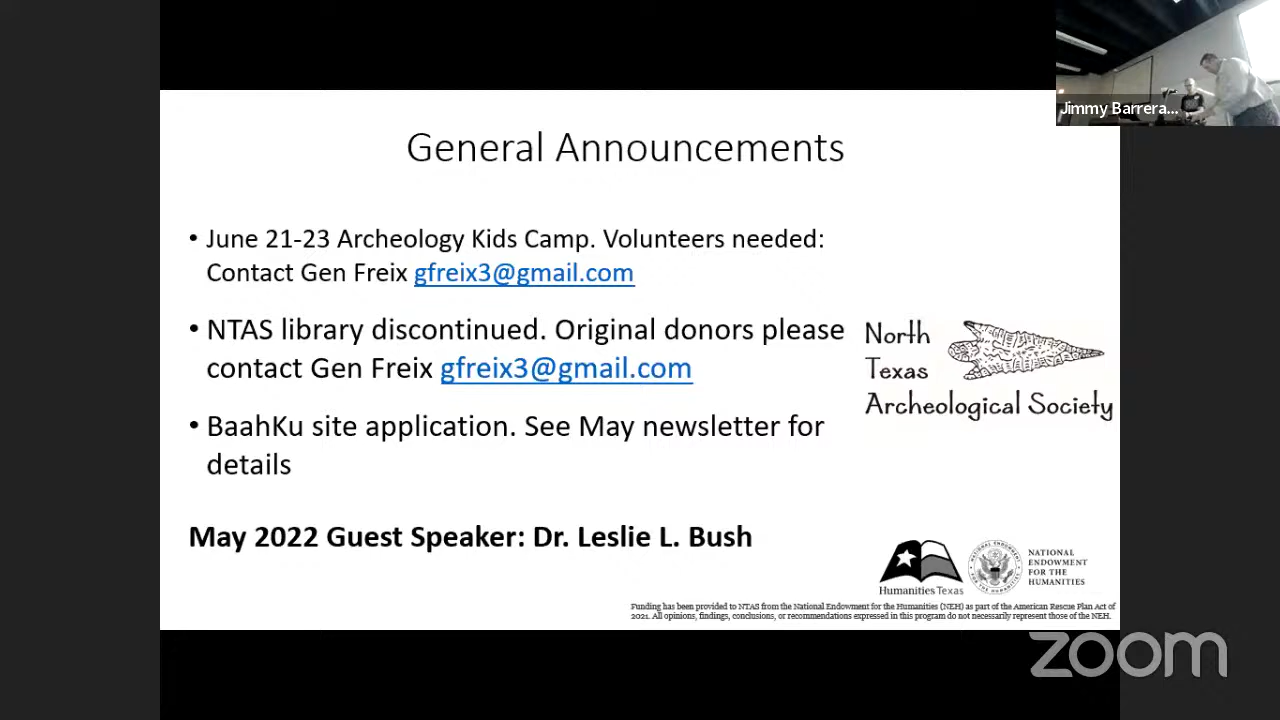 Jimmy Barrera...
General Announcements
• June 21-23 Archeology Kids Camp. Volunteers needed:
Contact Gen Freix gfreix3@gmail.com
• NTAS library discontinued. Original donors please
contact Gen Freix gfreix3@gmail.com
• BaahKu site application. See May newsletter for
details
May 2022 Guest Speaker: Dr. Leslie L. Bush
North
Texas
Archeological Society
Humanities Texas
NATIONAL
ENDOWMENT
FOR THE
HUMANITIES
Funding has been provided to NTAS from the National Endowment for the Humanities (NEH) as part of the American Rescue Plan Act of
2021. All opinions, findings, conclusions, or recommendations expressed in this program do not necessarily represent those of the NEH.
zoom